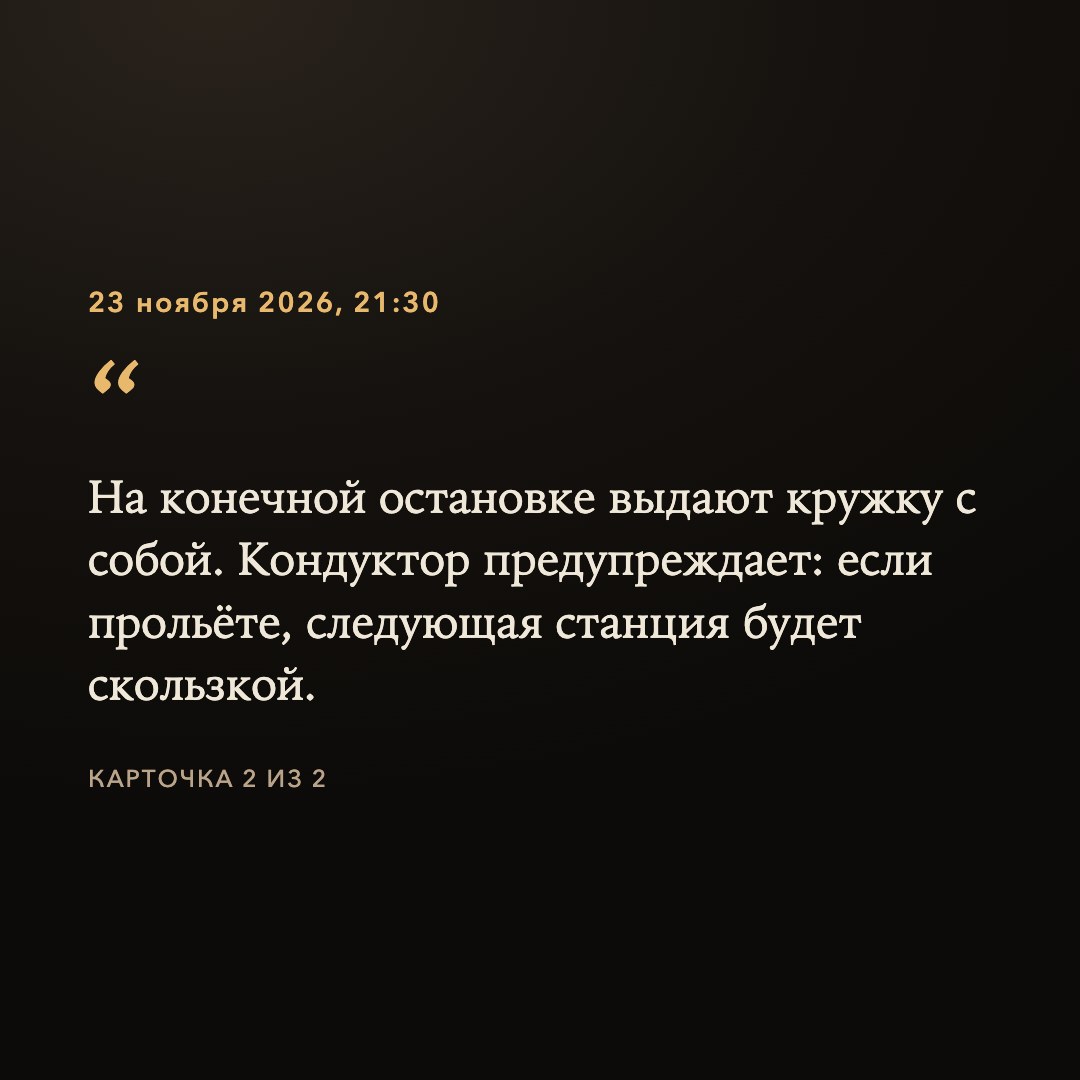 23 ноября 2026, 21:30
“
На конечной остановке выдают кружку с
собой. Кондуктор предупреждает: если
прольёте, следующая станция будет
скользкой.
КАРТОЧКА 2 ИЗ 2